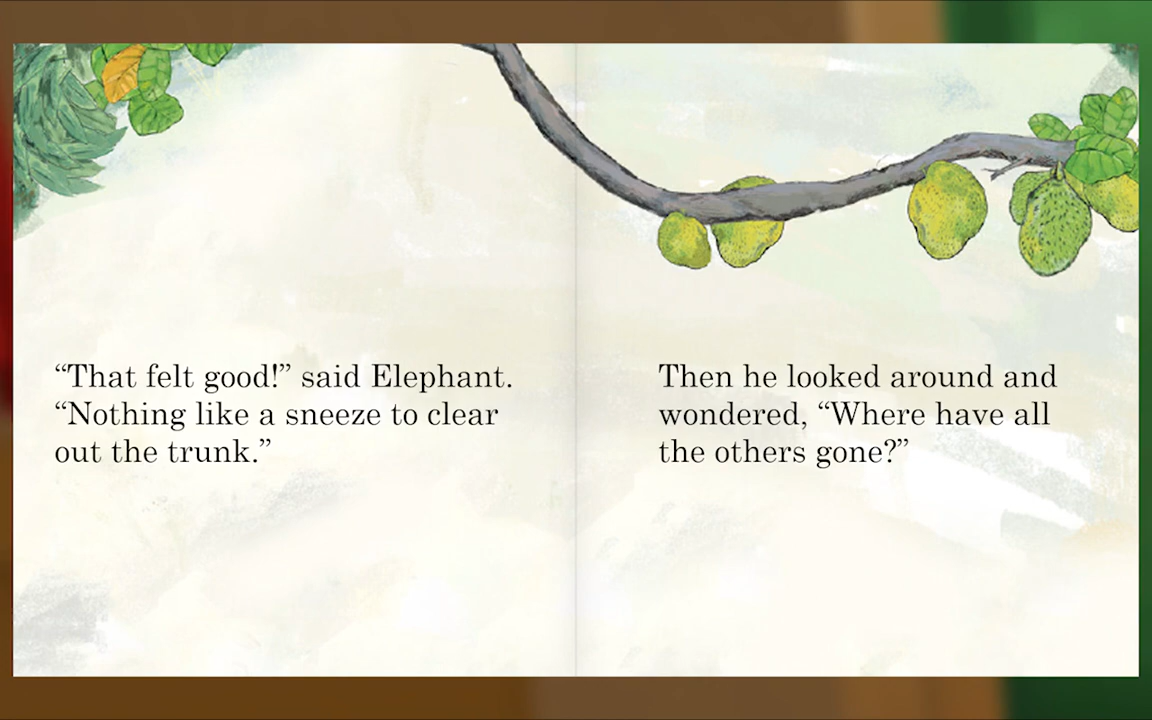 “That felt good!” said Elephant.
“Nothing like a sneeze to clear
out the trunk.”
Then he looked around and
wondered, “Where have all
the others gone?”